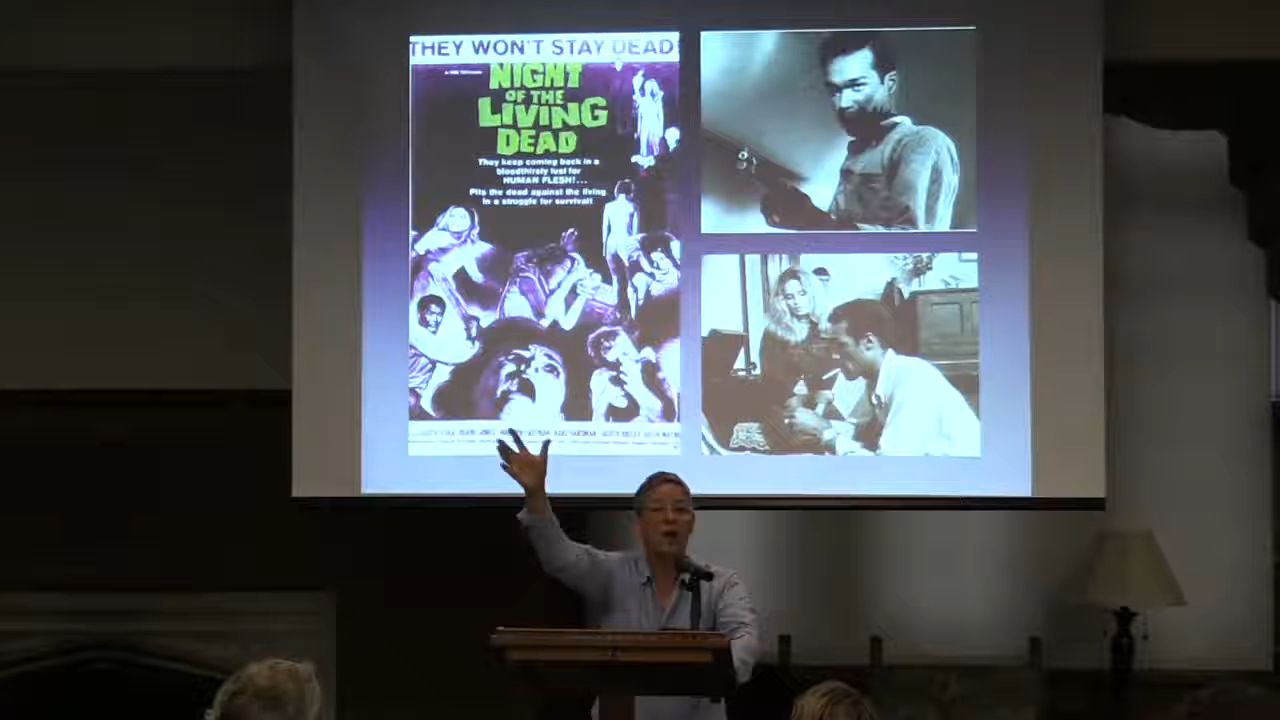 THEY WON'T STAY DEAD
NIGHT
OF THE
LIVING
DEAD
They keep coming back in a
bloodthirsty lust for
HUMAN FLESH!...
Pits the dead against the living
in a struggle for survival!